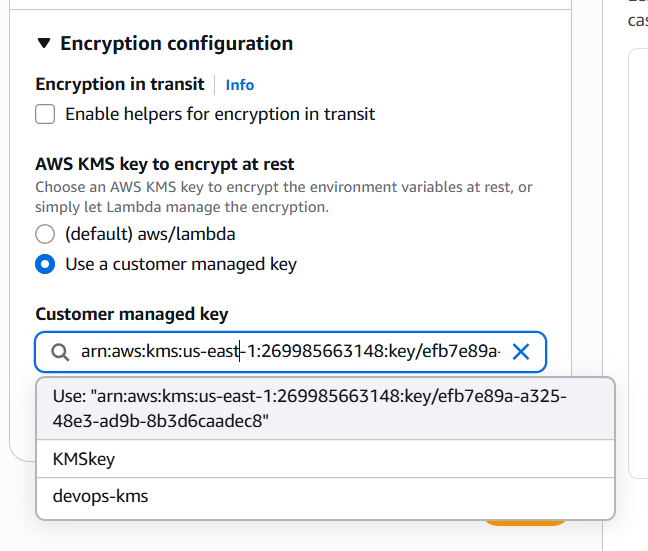 cas
Encryption configuration
Encryption in transit
Info
Enable helpers for encryption in transit
AWS KMS key to encrypt at rest
Choose an AWS KMS key to encrypt the environment variables at rest, or
simply let Lambda manage the encryption.
(default) aws/lambda
Use a customer managed key
Customer managed key
arn:aws:kms:us-east-1:269985663148:key/efb7e89a-
Use: "arn:aws:kms:us-east-1:269985663148:key/efb7e89a-a325-
48e3-ad9b-8b3d6caadec8"
KMSkey
devops-kms